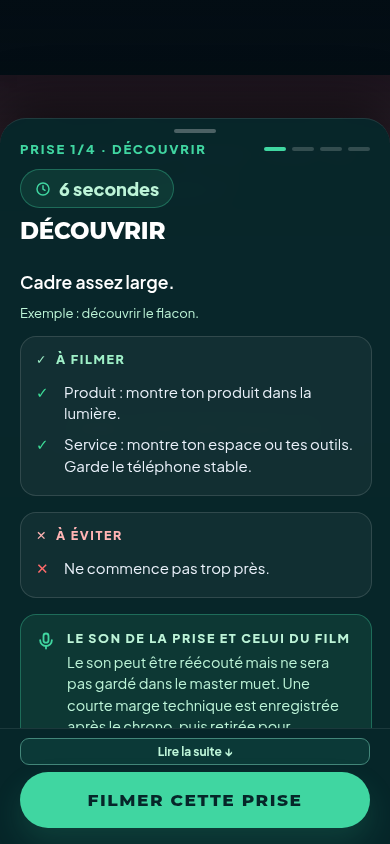 PRISE 1/4 · DÉCOUVRIR
6 secondes
DÉCOUVRIR
Cadre assez large.
Exemple : découvrir le flacon.
✓ À FILMER
✓ Produit : montre ton produit dans la
lumière.
✓ Service : montre ton espace ou tes outils.
Garde le téléphone stable.
✕ À ÉVITER
✕ Ne commence pas trop près.
LE SON DE LA PRISE ET CELUI DU FILM
Le son peut être réécouté mais ne sera
pas gardé dans le master muet. Une
courte marge technique est enregistrée
après le chrono, puis retirée pour
Lire la suite ↓
FILMER CETTE PRISE